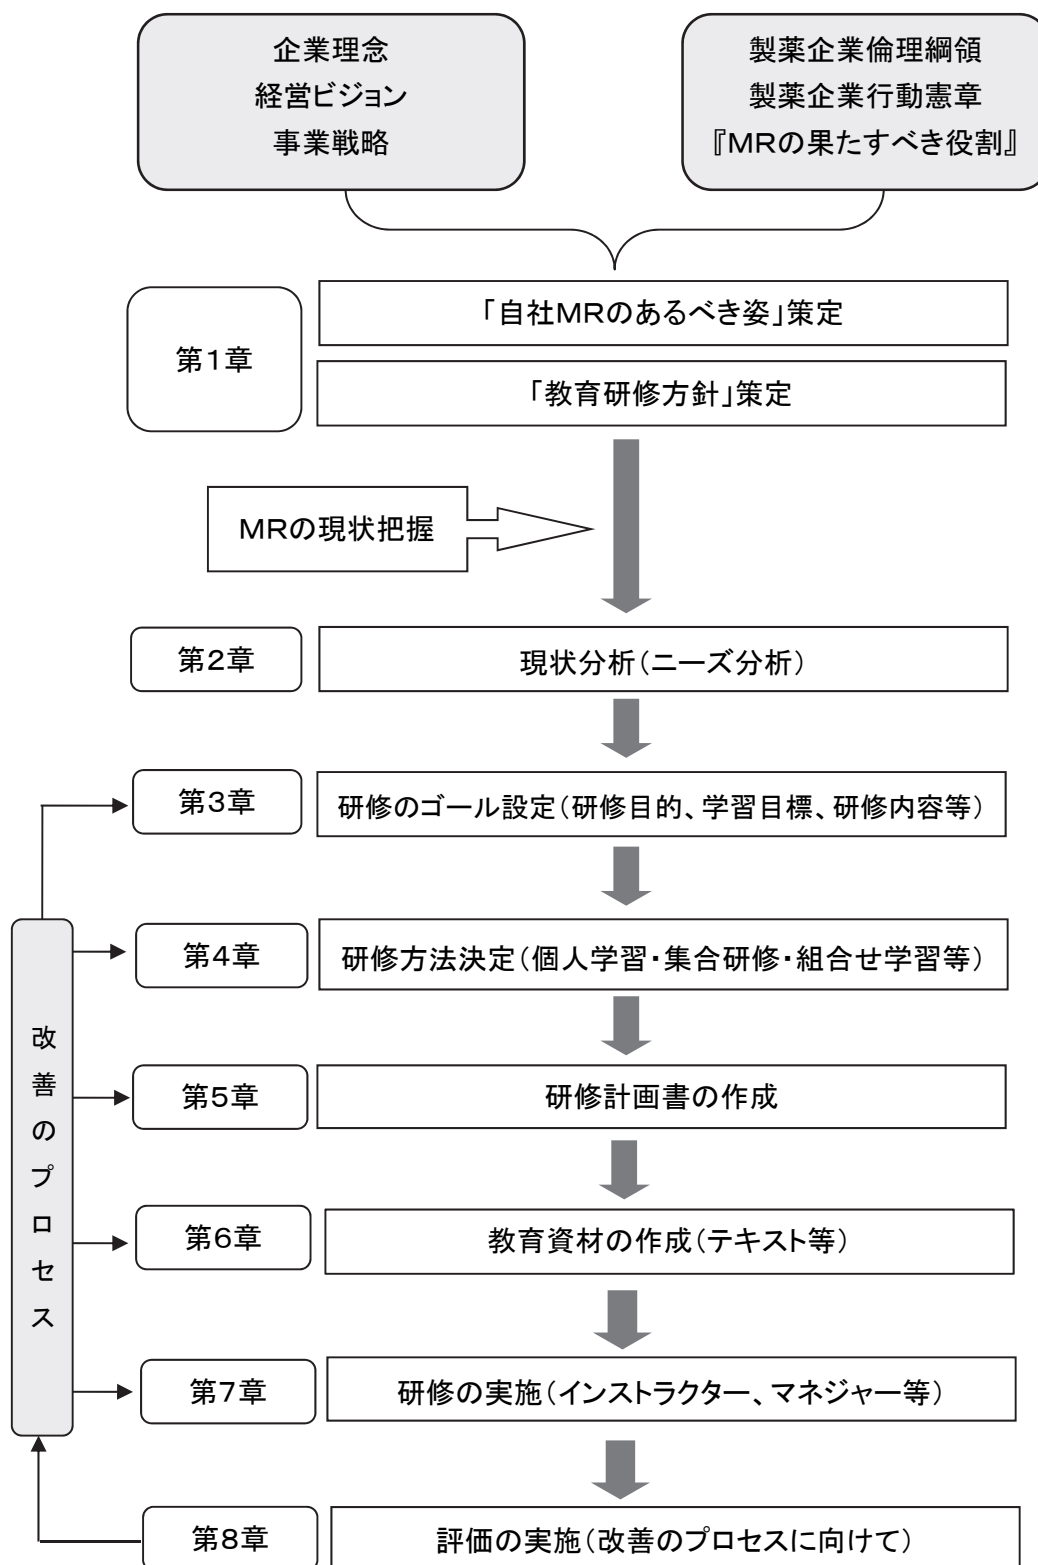 企業理念
経営ビジョン
事業戦略
製薬企業倫理綱領
製薬企業行動憲章
『MRの果たすべき役割』
第1章
「自社MRのあるべき姿」策定
「教育研修方針」策定
MRの現状把握
第2章
現状分析(ニーズ分析)
第3章
研修のゴール設定(研修目的、学習目標、研修内容等)
第4章
研修方法決定(個人学習・集合研修・組合せ学習等)
改善のプロセス
第5章
研修計画書の作成
第6章
教育資材の作成(テキスト等)
第7章
研修の実施(インストラクター、マネジャー等)
第8章
評価の実施(改善のプロセスに向けて)